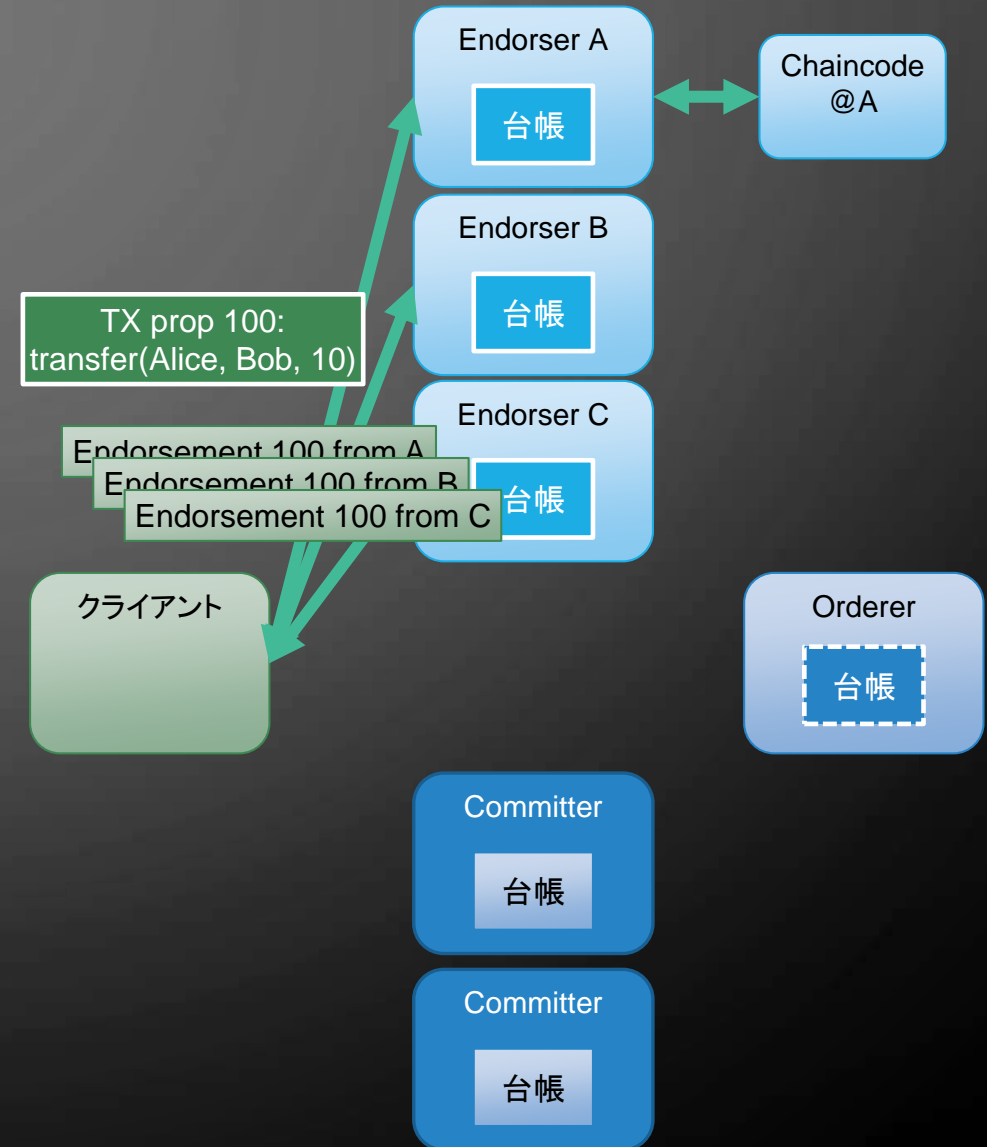 Endorser A
台帳
Chaincode
@A
Endorser B
台帳
TX prop 100:
transfer(Alice, Bob, 10)
Endorser C
台帳
Endorsement 100 from A
Endorsement 100 from B
Endorsement 100 from C
クライアント
Orderer
台帳
Committer
台帳
Committer
台帳